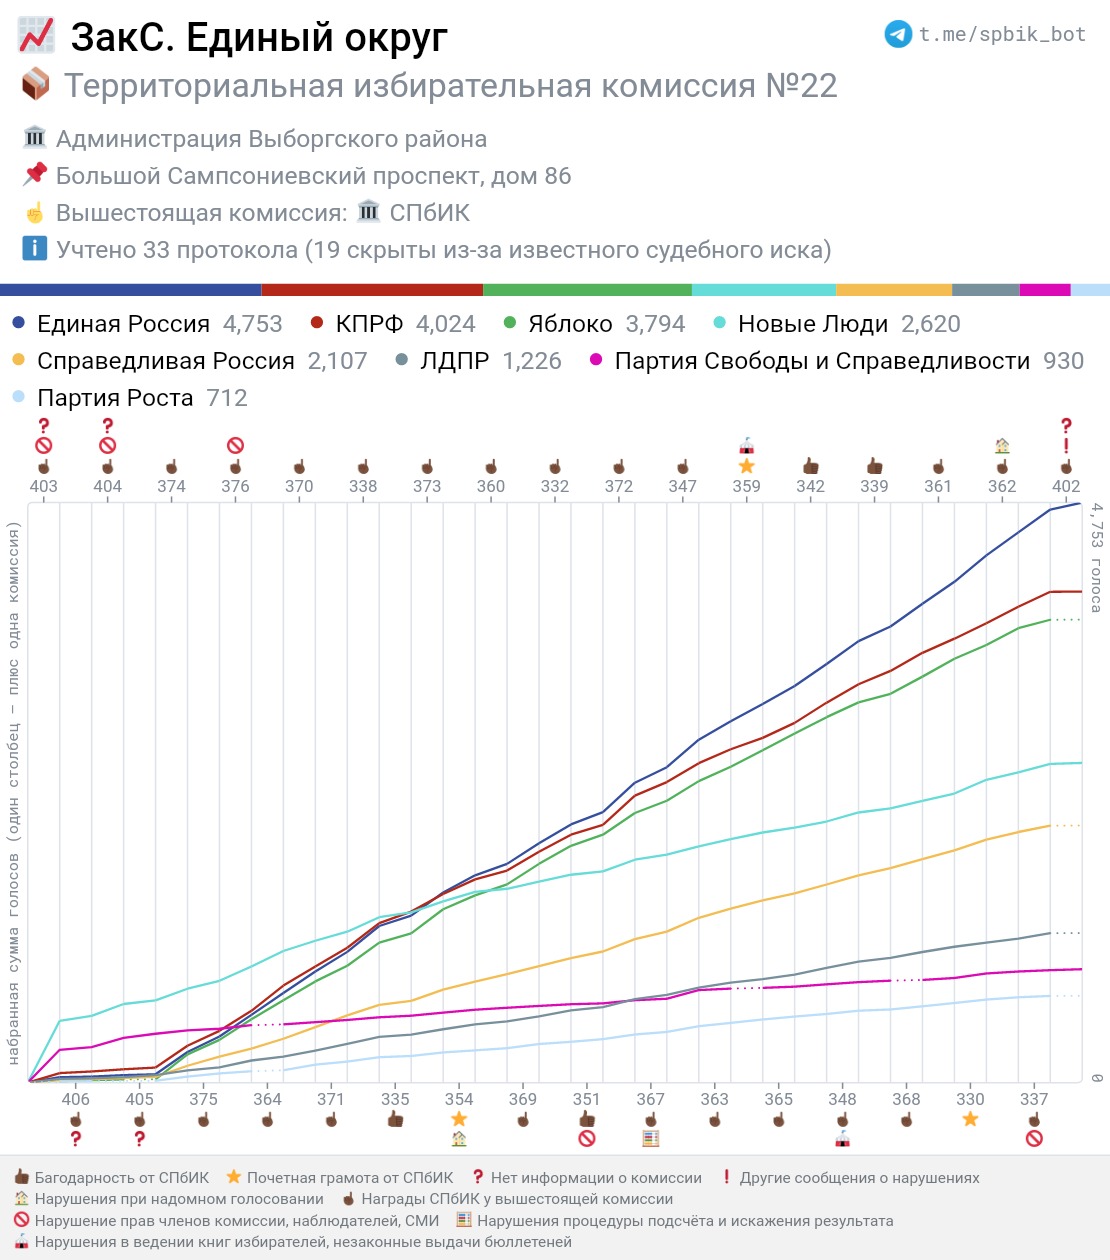 ЗакС. Единый округ
t.me/spbik_bot
Территориальная избирательная комиссия №22
Администрация Выборгского района
Большой Сампсониевский проспект, дом 86
Вышестоящая комиссия: СПбИК
Учтено 33 протокола (19 скрыты из-за известного судебного иска)
Единая Россия 4,753 КПРФ 4,024 Яблоко 3,794 Новые Люди 2,620
Справедливая Россия 2,107 ЛДПР 1,226 Партия Свободы и Справедливости 930
Партия Роста 712
403 404 374 376 370 338 373 360 332 372 347 359 342 339 361 362 402
набранная сумма голосов (один столбец — плюс одна комиссия)
4,753 голоса
0
406 405 375 364 371 335 354 369 351 367 363 365 348 368 330 337
Багодарность от СПбИК Почетная грамота от СПбИК Нет информации о комиссии Другие сообщения о нарушениях
Нарушения при надомном голосовании Награды СПбИК у вышестоящей комиссии
Нарушение прав членов комиссии, наблюдателей, СМИ Нарушения процедуры подсчёта и искажения результата
Нарушения в ведении книг избирателей, незаконные выдачи бюллетеней